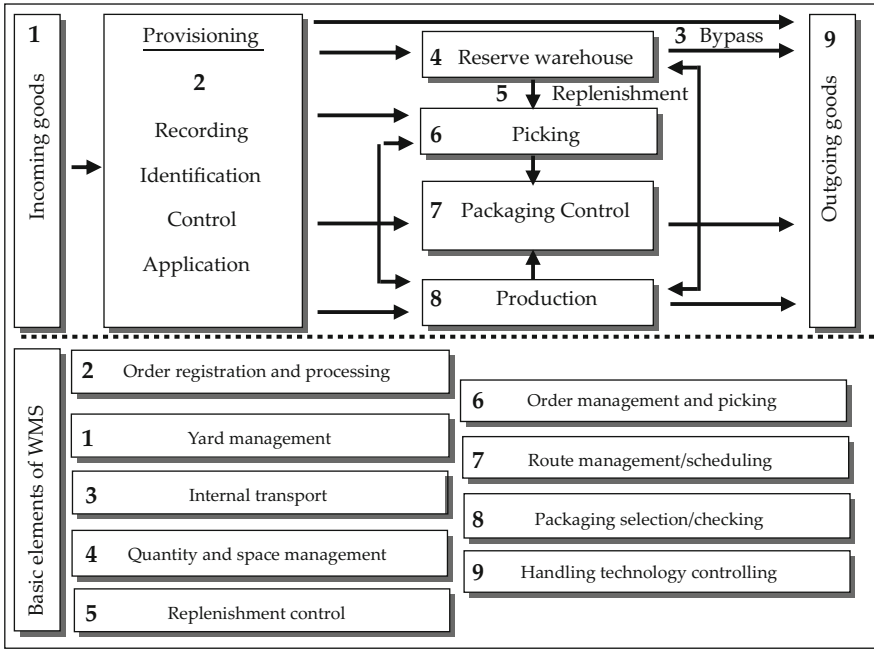 1
Incoming goods
Provisioning
2
Recording
Identification
Control
Application
4 Reserve warehouse
3 Bypass
5 Replenishment
6 Picking
7 Packaging Control
8 Production
9
Outgoing goods
Basic elements of WMS
2 Order registration and processing
1 Yard management
3 Internal transport
4 Quantity and space management
5 Replenishment control
6 Order management and picking
7 Route management/scheduling
8 Packaging selection/checking
9 Handling technology controlling